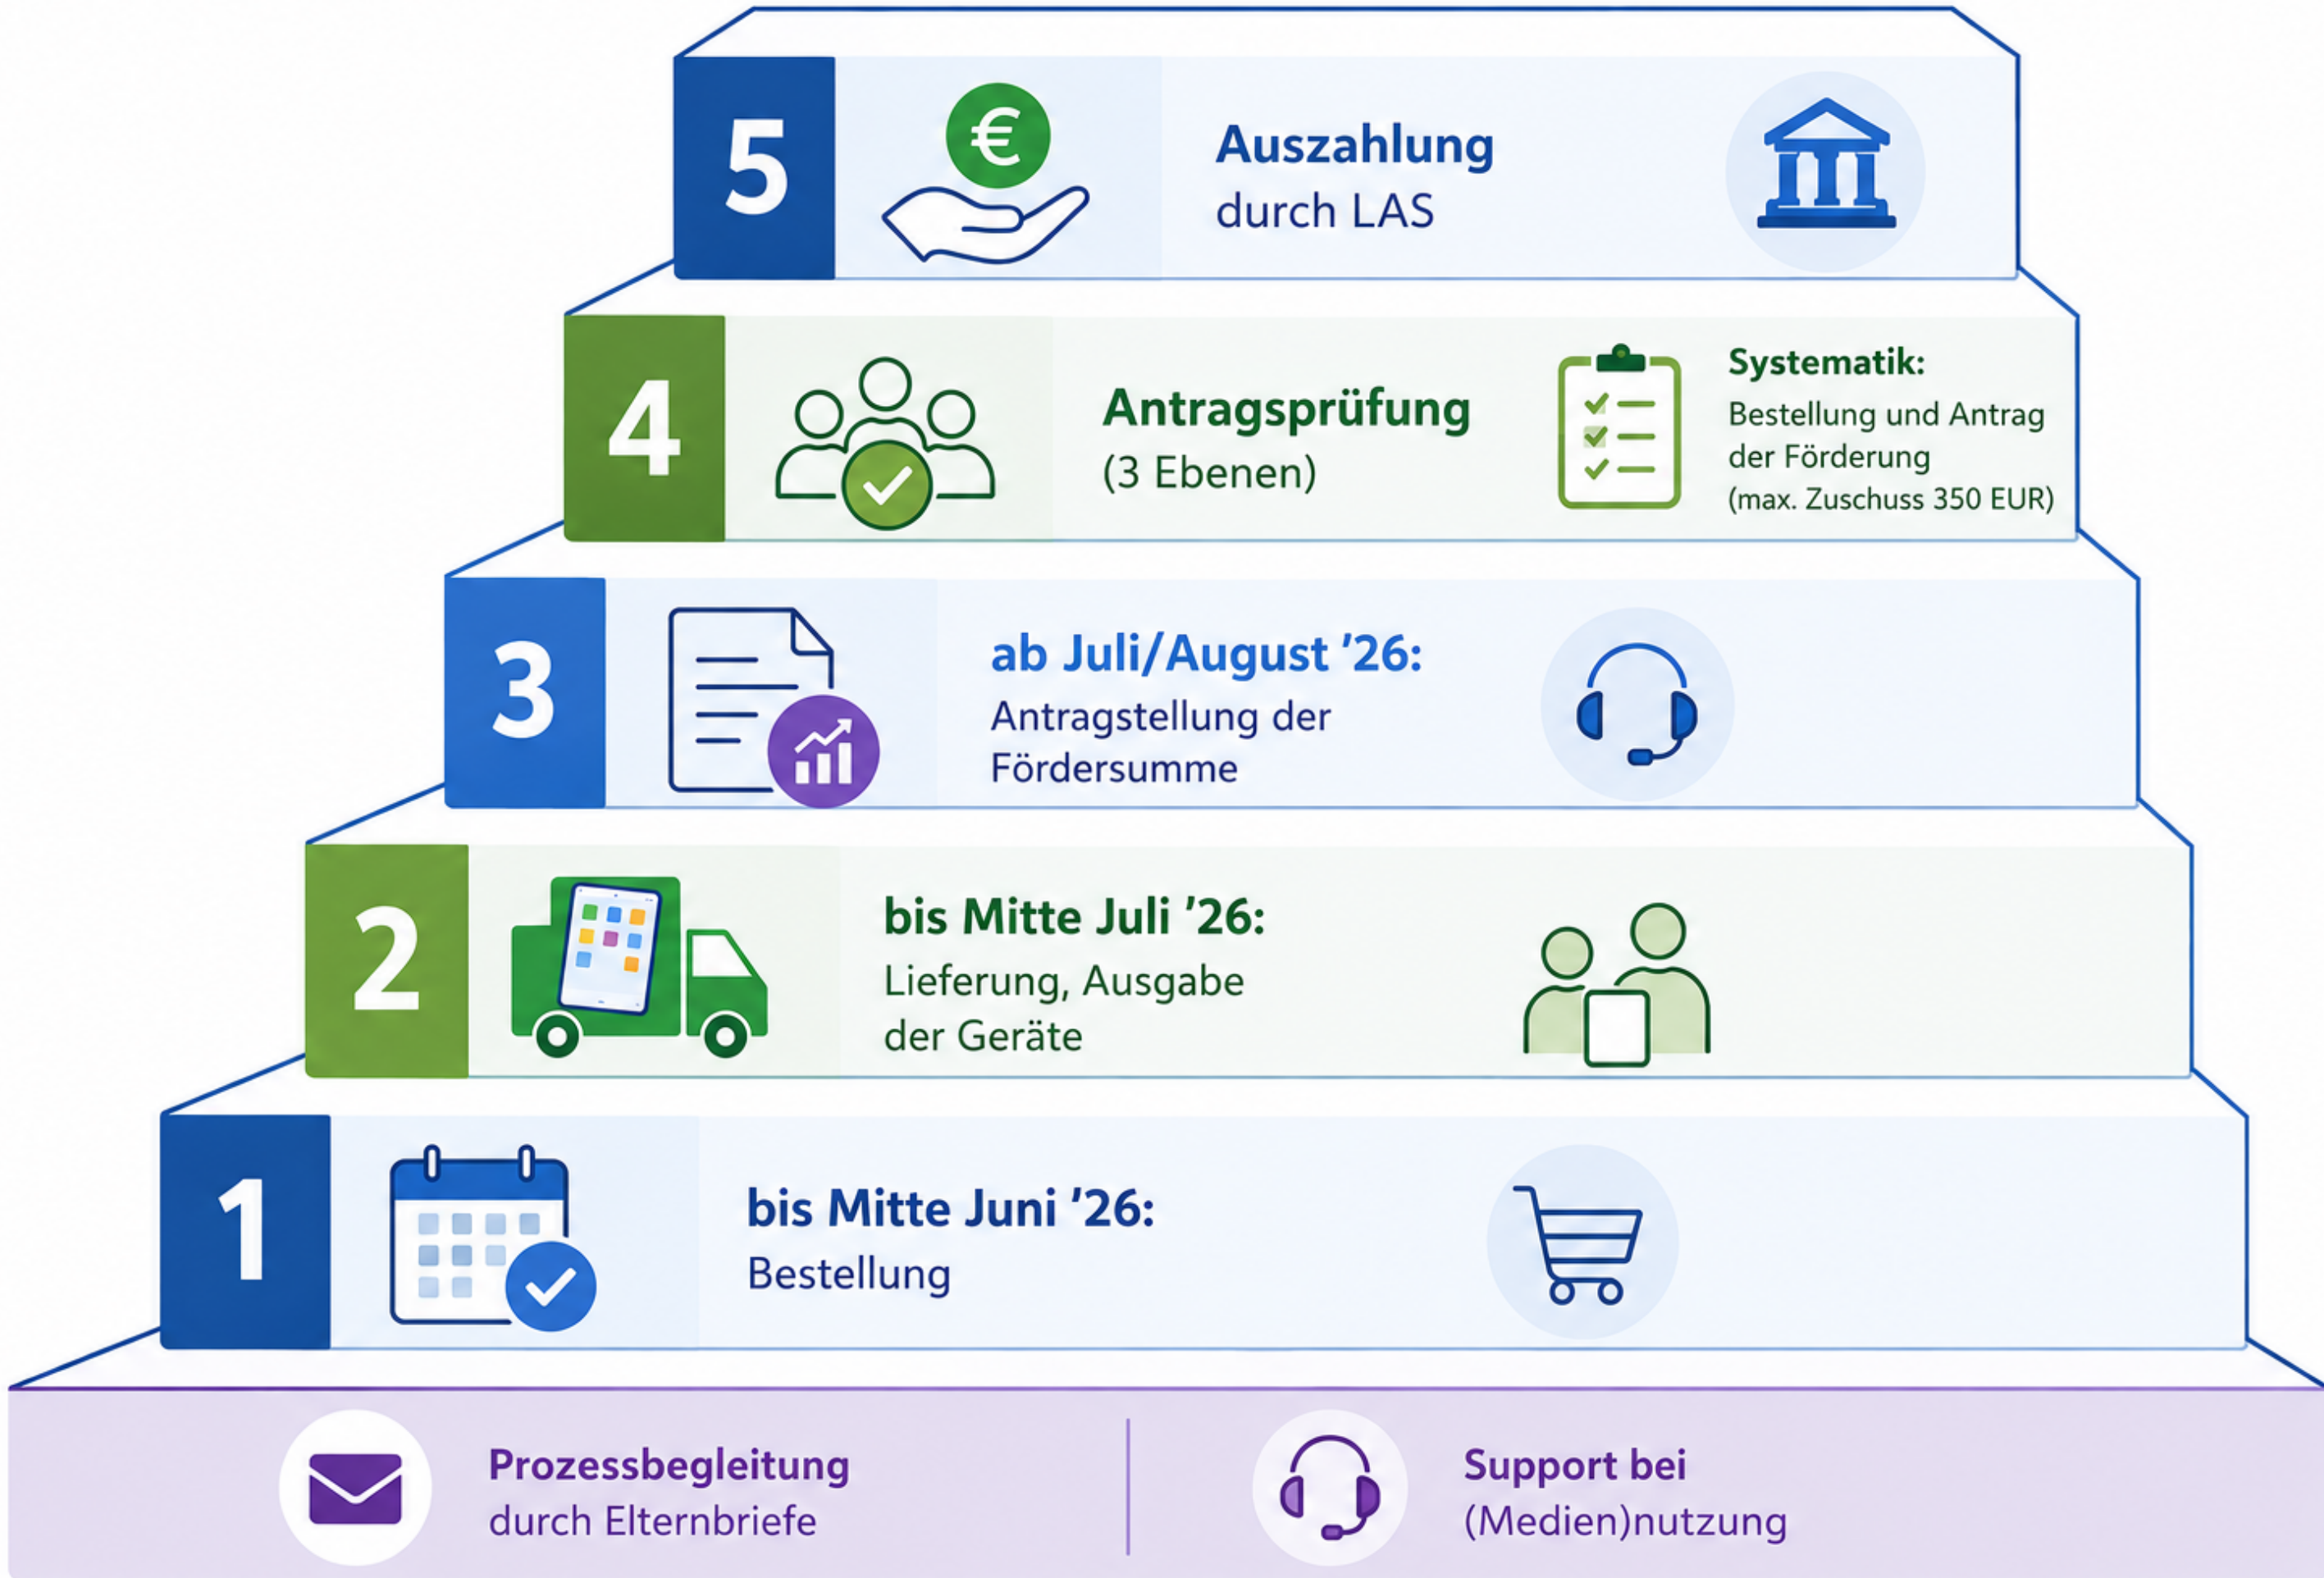 5
€
Auszahlung
durch LAS
4
Antragsprüfung
(3 Ebenen)
Systematik:
Bestellung und Antrag
der Förderung
(max. Zuschuss 350 EUR)
3
ab Juli/August ’26:
Antragstellung der
Fördersumme
2
bis Mitte Juli ’26:
Lieferung, Ausgabe
der Geräte
1
bis Mitte Juni ’26:
Bestellung
Prozessbegleitung
durch Elternbriefe
Support bei
(Medien)nutzung